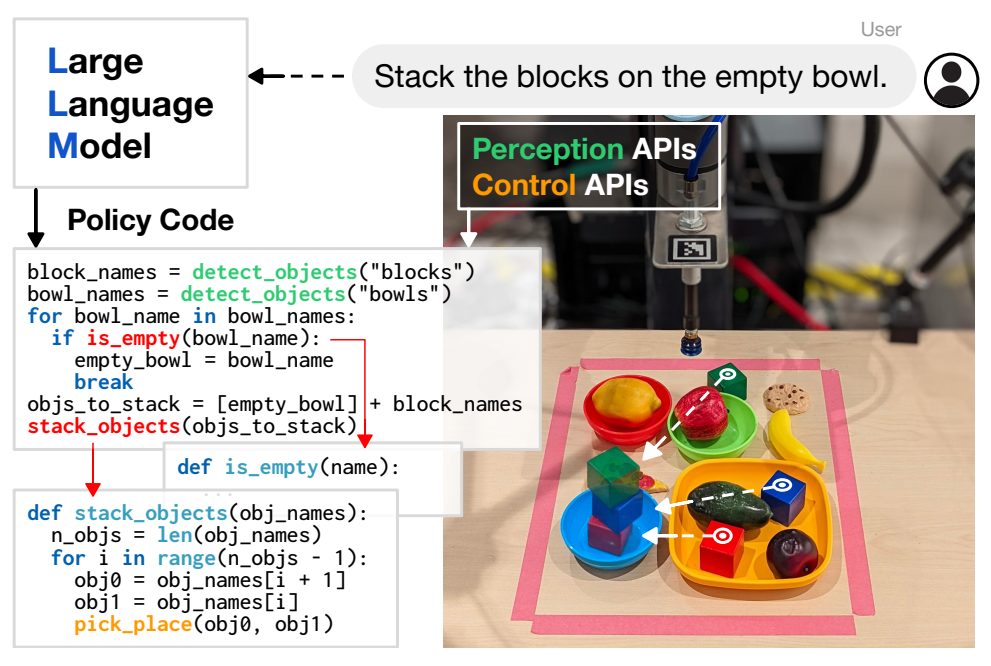 User
Stack the blocks on the empty bowl.
Large
Language
Model
Perception APIs
Control APIs
Policy Code
block_names = detect_objects("blocks")
bowl_names = detect_objects("bowls")
for bowl_name in bowl_names:
  if is_empty(bowl_name):
    empty_bowl = bowl_name
    break
objs_to_stack = [empty_bowl] + block_names
stack_objects(objs_to_stack)
def is_empty(name):
...
def stack_objects(obj_names):
  n_objs = len(obj_names)
  for i in range(n_objs - 1):
    obj0 = obj_names[i + 1]
    obj1 = obj_names[i]
    pick_place(obj0, obj1)